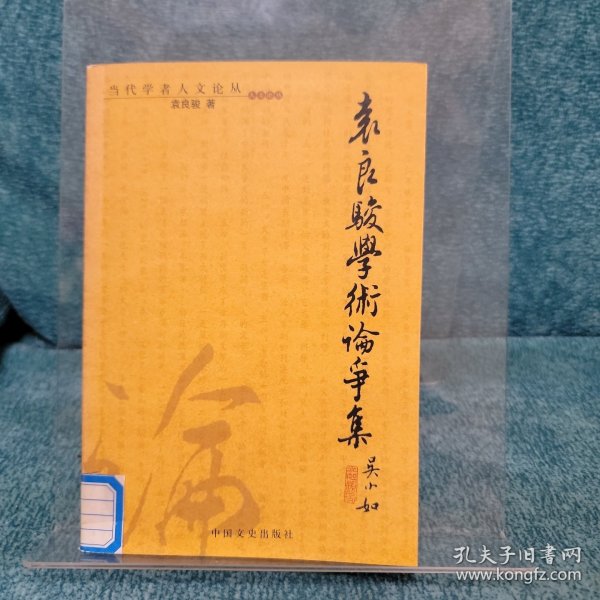 当代学者人文论丛
袁良骏 著
袁良駿學術論爭集
吴小如
论
中国文史出版社
孔夫子旧书网
www.kongfz.com